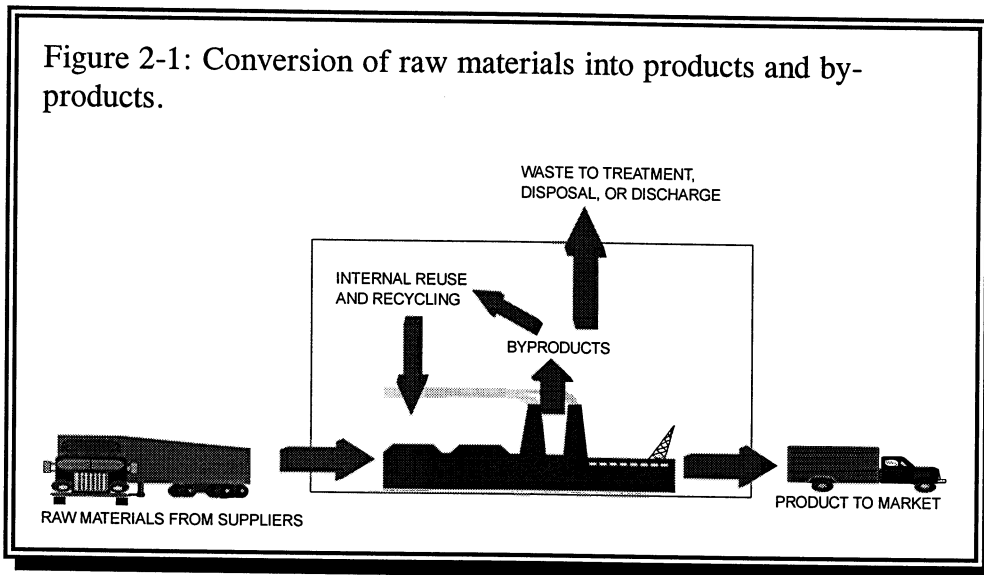 Figure 2-1: Conversion of raw materials into products and by-
products.
WASTE TO TREATMENT,
DISPOSAL, OR DISCHARGE
INTERNAL REUSE
AND RECYCLING
BYPRODUCTS
RAW MATERIALS FROM SUPPLIERS
PRODUCT TO MARKET